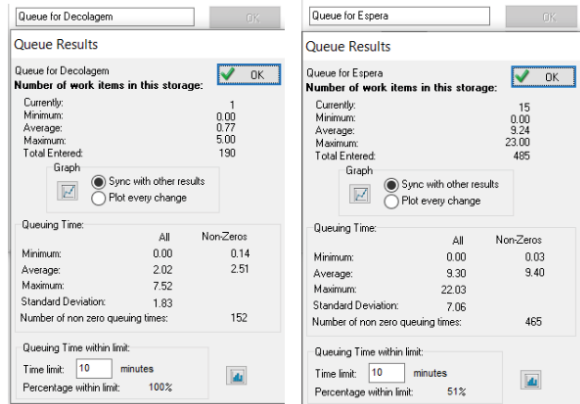 Queue for Decolagem
OK
Queue Results
Queue for Decolagem
OK
Number of work items in this storage:
Currently: 1
Minimum: 0.00
Average: 0.77
Maximum: 5.00
Total Entered: 190
Graph
Sync with other results
Plot every change
Queuing Time:
All Non-Zeros
Minimum: 0.00 0.14
Average: 2.02 2.51
Maximum: 7.52
Standard Deviation: 1.83
Number of non zero queuing times: 152
Queuing Time within limit:
Time limit: 10 minutes
Percentage within limit: 100%
Queue for Espera
OK
Queue Results
Queue for Espera
OK
Number of work items in this storage:
Currently: 15
Minimum: 0.00
Average: 9.24
Maximum: 23.00
Total Entered: 485
Graph
Sync with other results
Plot every change
Queuing Time:
All Non-Zeros
Minimum: 0.00 0.03
Average: 9.30 9.40
Maximum: 22.03
Standard Deviation: 7.06
Number of non zero queuing times: 465
Queuing Time within limit:
Time limit: 10 minutes
Percentage within limit: 51%